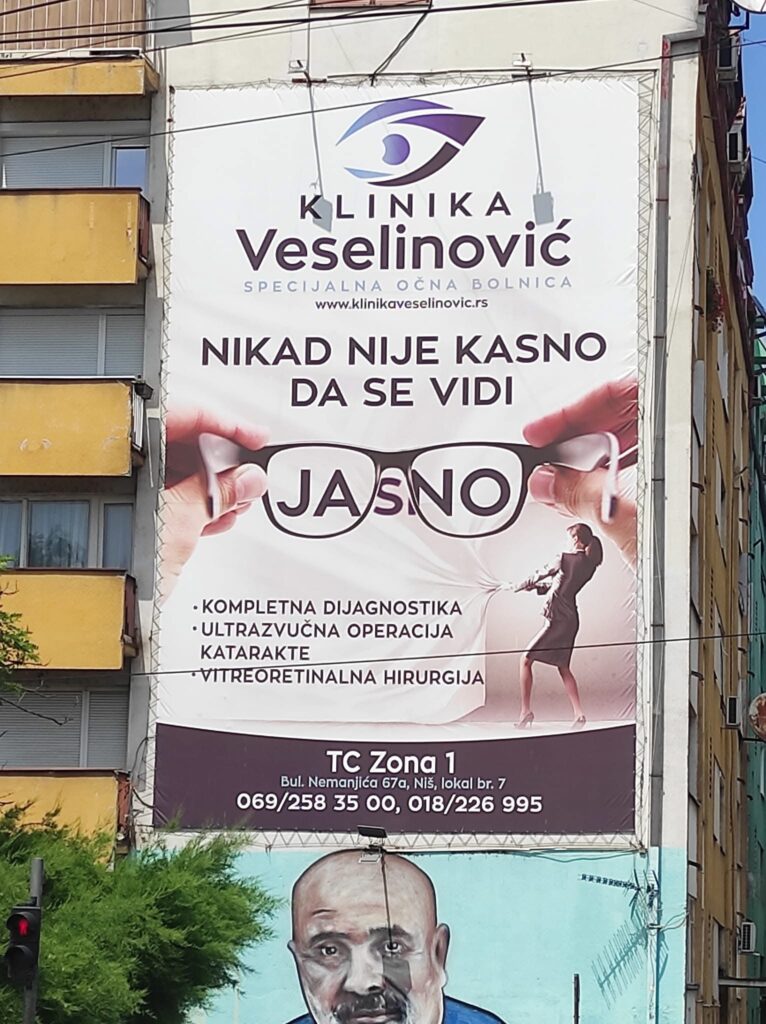 KLINIKA
Veselinović
SPECIJALNA OČNA BOLNICA
www.klinikaveselinovic.rs
NIKAD NIJE KASNO
DA SE VIDI
JASNO
• KOMPLETNA DIJAGNOSTIKA
• ULTRAZVUČNA OPERACIJA
KATARAKTE
• VITREORETINALNA HIRURGIJA
TC Zona 1
Bul. Nemanjića 67a, Niš, lokal br. 7
069/258 35 00, 018/226 995